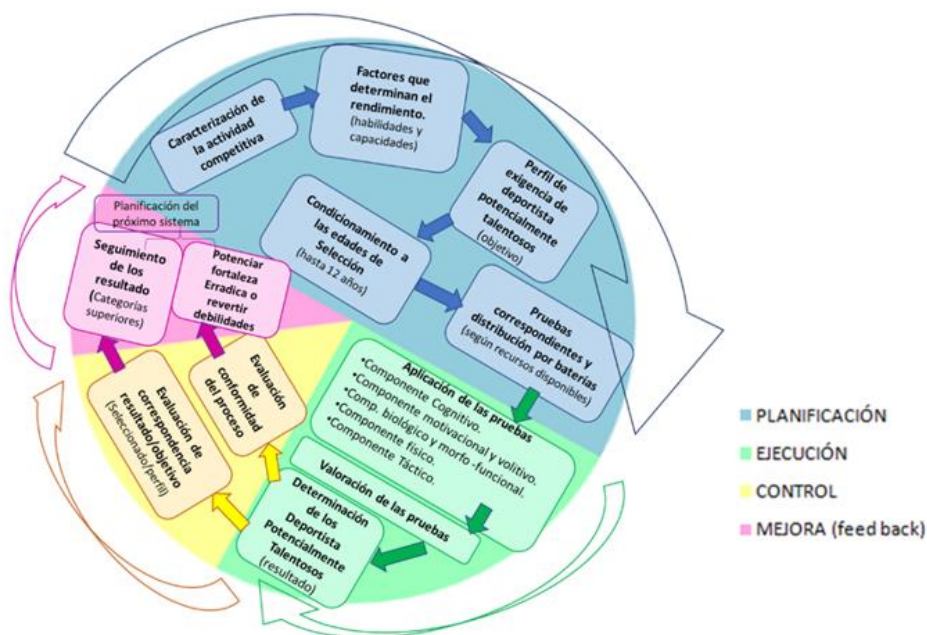 Caracterización de
la actividad
competitiva
Factores que
determinan el
rendimiento.
(habilidades y
capacidades)
Perfil de
exigencia de
deportista
potencialmente
talentosos
(objetivo)
Condicionamiento a
las edades de
Selección
(hasta 12 años)
Pruebas
correspondientes y
distribución por baterías
(según recursos disponibles)
Aplicación de las pruebas
•Componente Cognitivo.
•Componente motivacional y volitivo.
•Comp. biológico y morfo -funcional.
•Componente físico.
•Componente Táctico.
Valoración de las pruebas
Determinación
de los
Deportista
Potencialmente
Talentosos
(resultado)
Evaluación
de
conformidad
del proceso
Evaluación de
correspondencia
resultado/objetivo
(Seleccionado/perfil)
Potenciar
fortaleza
Erradica o
revertir
debilidades
Seguimiento
de los
resultado
(Categorías
superiores)
Planificación del
próximo sistema
PLANIFICACIÓN
EJECUCIÓN
CONTROL
MEJORA (feed back)